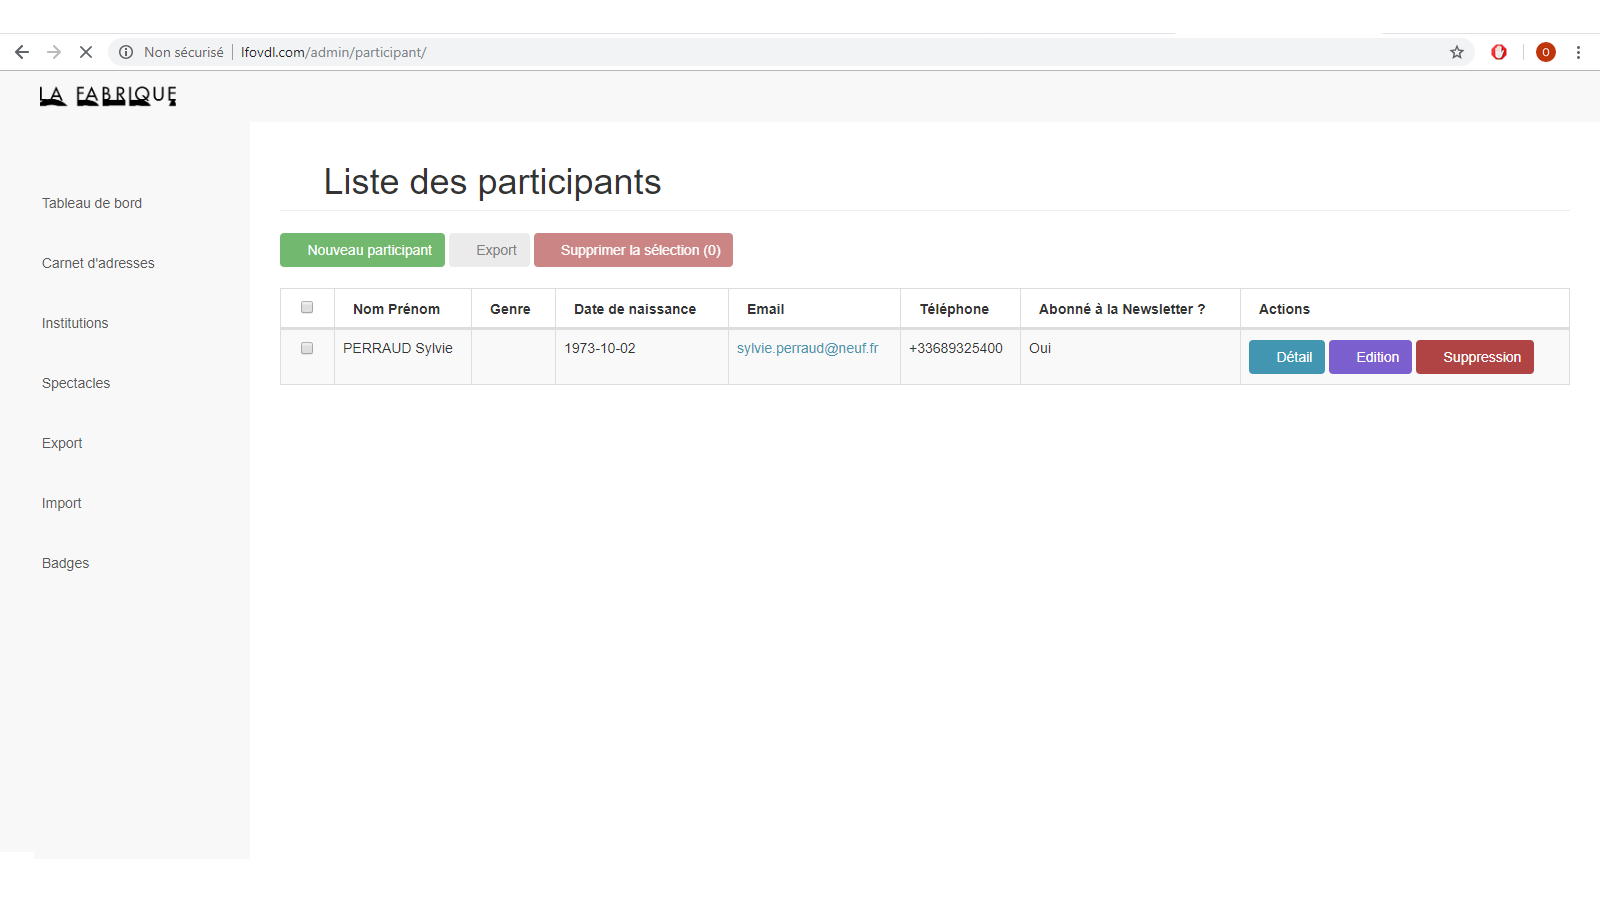 Non sécurisé lfovdl.com/admin/participant/ O
LA FABRIQUE
Liste des participants
Tableau de bord
Carnet d'adresses
Institutions
Spectacles
Export
Import
Badges
Nouveau participant Export Supprimer la sélection (0)
Nom Prénom Genre Date de naissance Email Téléphone Abonné à la Newsletter ? Actions
PERRAUD Sylvie 1973-10-02 sylvie.perraud@neuf.fr +33689325400 Oui Détail Edition Suppression